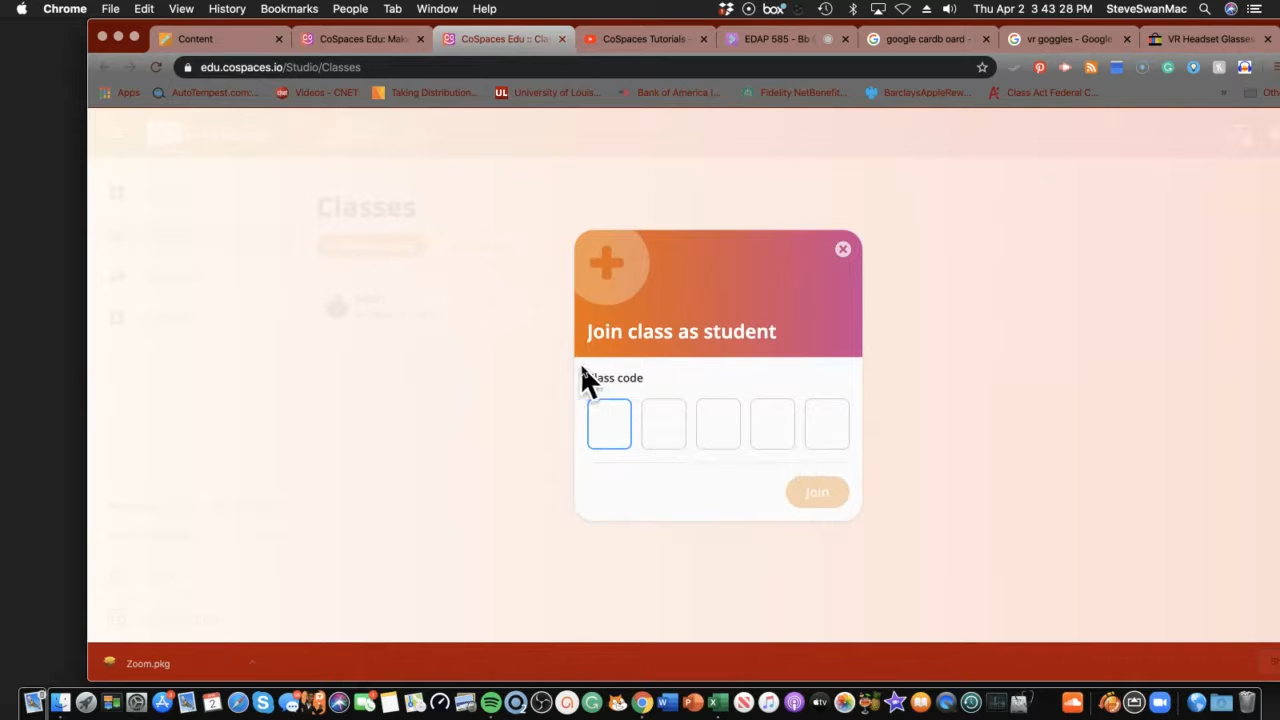 Chrome File Edit View History Bookmarks People Tab Window Help box Thu Apr 2 3:43:28 PM SteveSwanMac
Content CoSpaces Edu: Mak CoSpaces Edu :: Cla CoSpaces Tutorials - EDAP 585 - Bb C google cardb oard - vr goggles - Google VR Headset Glasses
edu.cospaces.io/Studio/Classes
Apps AutoTempest.com:... Videos - CNET Taking Distribution... University of Louis... Bank of America |... Fidelity NetBenefit... BarclaysAppleRew... Class Act Federal C... » Oth
Classes
Join class as student
lass code
Join
Zoom.pkg